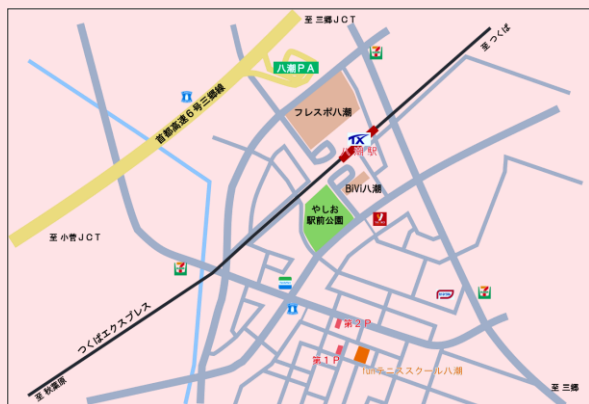 至 三郷ＪＣＴ
至 つくば
八潮ＰＡ
首都高速６号三郷線
フレスポ八潮
TX
八潮駅
BiVi八潮
やしお
駅前公園
至 小菅ＪＣＴ
つくばエクスプレス
第２Ｐ
第１Ｐ
テニススクール八潮
至 秋葉原
至 三郷